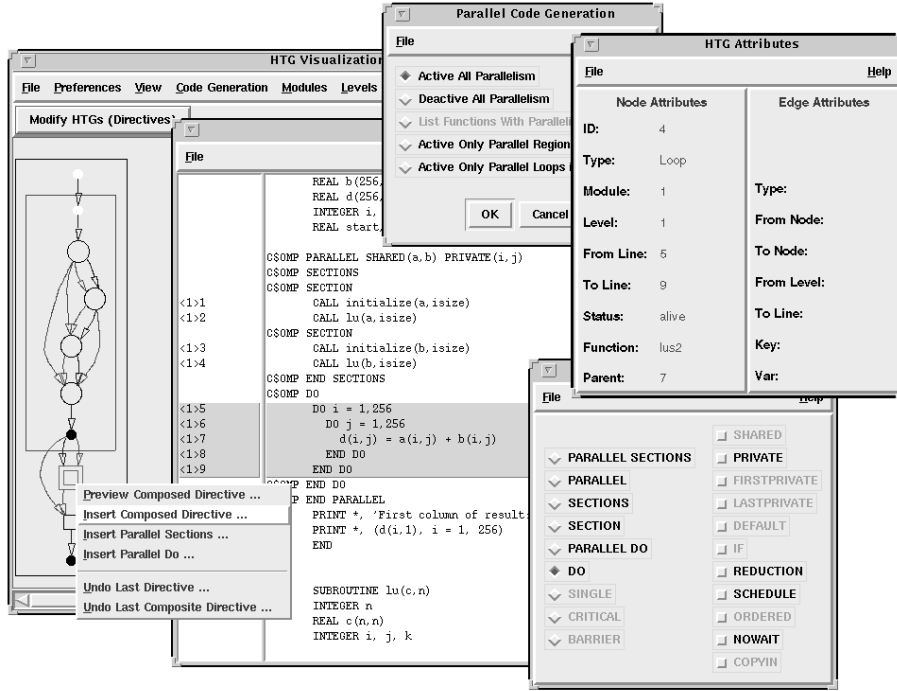 Parallel Code Generation
File
Active All Parallelism
Deactive All Parallelism
List Functions With Paralleli
Active Only Parallel Region
Active Only Parallel Loops
OK Cancel
HTG Attributes
File Help
Node Attributes Edge Attributes
ID: 4
Type: Loop
Module: 1
Level: 1
From Line: 5
To Line: 9
Status: alive
Function: lus2
Parent: 7
Type:
From Node:
To Node:
From Level:
To Line:
Key:
Var:
HTG Visualization
File Preferences View Code Generation Modules Levels
Modify HTGs (Directives)
File
REAL b(256,
REAL d(256,
INTEGER i,
REAL start,
C$OMP PARALLEL SHARED(a,b) PRIVATE(i,j)
C$OMP SECTIONS
C$OMP SECTION
<1>1 CALL initialize(a,isize)
<1>2 CALL lu(a,isize)
C$OMP SECTION
<1>3 CALL initialize(b,isize)
<1>4 CALL lu(b,isize)
C$OMP END SECTIONS
C$OMP DO
<1>5 DO i = 1,256
<1>6 DO j = 1,256
<1>7 d(i,j) = a(i,j) + b(i,j)
<1>8 END DO
<1>9 END DO
OMP END DO
OMP END PARALLEL
PRINT *, 'First column of results
PRINT *, (d(i,1), i = 1, 256)
END
SUBROUTINE lu(c,n)
INTEGER n
REAL c(n,n)
INTEGER i, j, k
Preview Composed Directive ...
Insert Composed Directive ...
Insert Parallel Sections ...
Insert Parallel Do ...
Undo Last Directive ...
Undo Last Composite Directive ...
File Help
PARALLEL SECTIONS
PARALLEL
SECTIONS
SECTION
PARALLEL DO
DO
SINGLE
CRITICAL
BARRIER
SHARED
PRIVATE
FIRSTPRIVATE
LASTPRIVATE
DEFAULT
IF
REDUCTION
SCHEDULE
ORDERED
NOWAIT
COPYIN